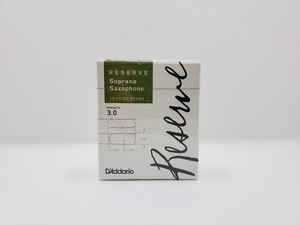 RESERVE
Soprano
Saxophone
10 FILED REEDS
STRENGTH
3.0
D'Addario
Reserve